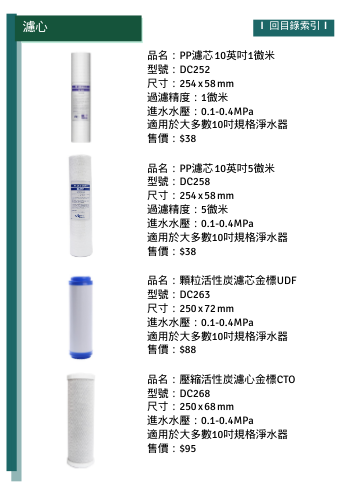 濾心
回目錄索引
品名：PP濾芯10英吋1微米
型號：DC252
尺寸：254 x 58 mm
過濾精度：1微米
進水水壓：0.1-0.4MPa
適用於大多數10吋規格淨水器
售價：$38
品名：PP濾芯10英吋5微米
型號：DC258
尺寸：254 x 58 mm
過濾精度：5微米
進水水壓：0.1-0.4MPa
適用於大多數10吋規格淨水器
售價：$38
品名：顆粒活性炭濾芯金標UDF
型號：DC263
尺寸：250 x 72 mm
進水水壓：0.1-0.4MPa
適用於大多數10吋規格淨水器
售價：$88
品名：壓縮活性炭濾心金標CTO
型號：DC268
尺寸：250 x 68 mm
進水水壓：0.1-0.4MPa
適用於大多數10吋規格淨水器
售價：$95